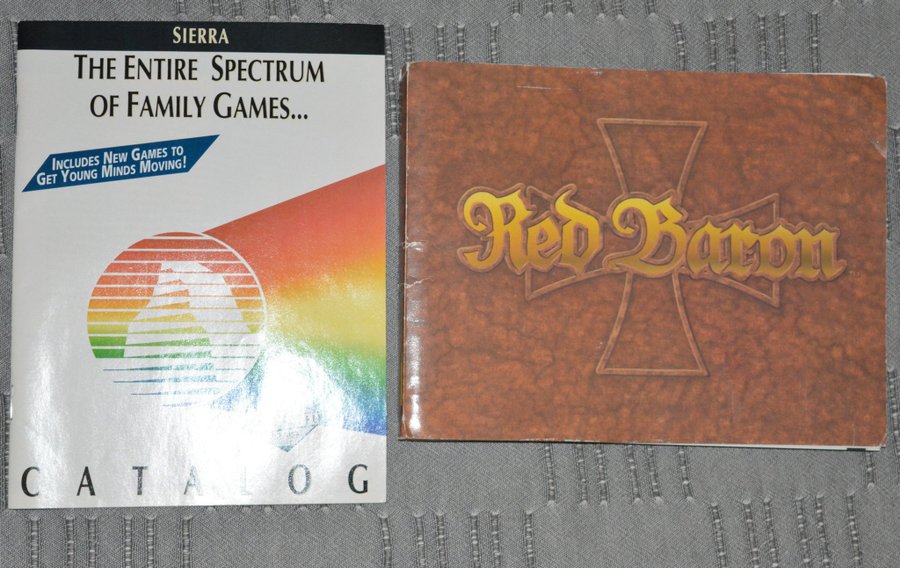 SIERRA
THE ENTIRE SPECTRUM
OF FAMILY GAMES...
INCLUDES NEW GAMES TO
GET YOUNG MINDS MOVING!
CATALOG
Red Baron